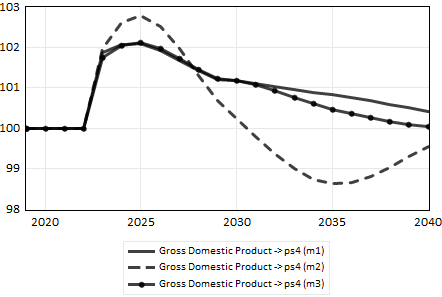 103
102
101
100
99
98
2020 2025 2030 2035 2040
Gross Domestic Product -> ps4 (m1)
Gross Domestic Product -> ps4 (m2)
Gross Domestic Product -> ps4 (m3)